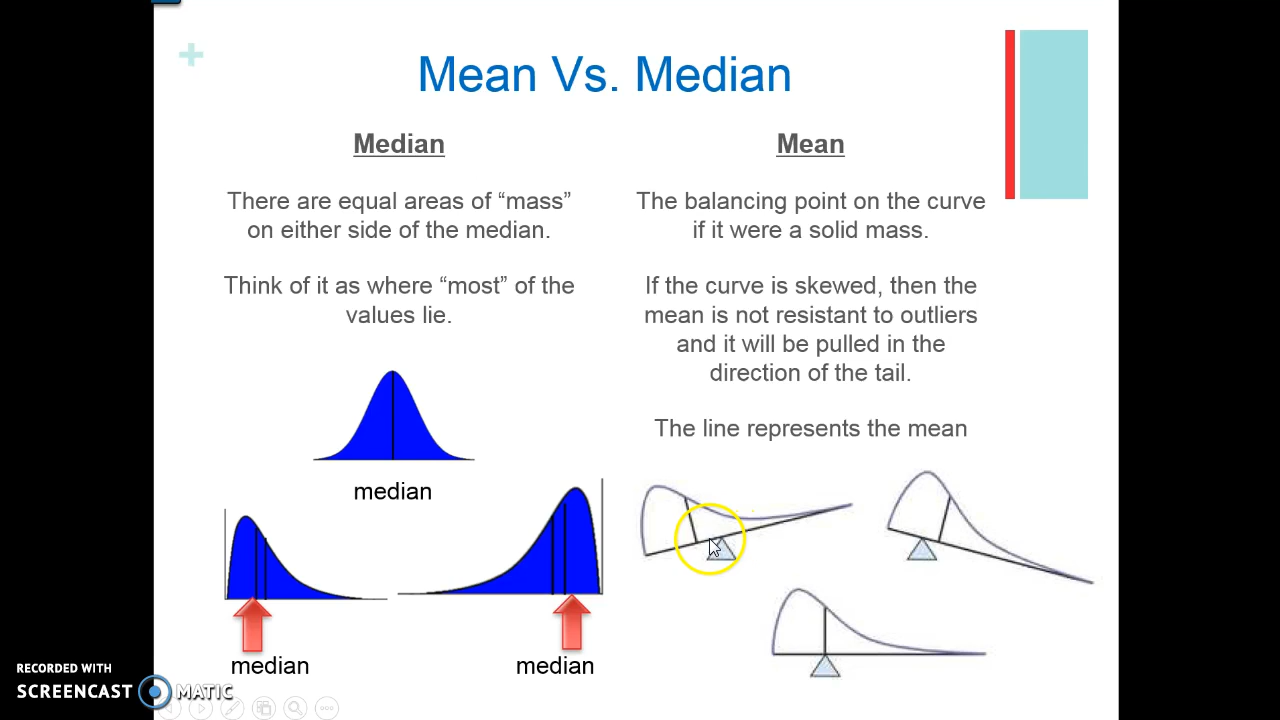 Mean Vs. Median
Median
There are equal areas of “mass”
on either side of the median.
Think of it as where “most” of the
values lie.
median
median
median
Mean
The balancing point on the curve
if it were a solid mass.
If the curve is skewed, then the
mean is not resistant to outliers
and it will be pulled in the
direction of the tail.
The line represents the mean
RECORDED WITH
SCREENCAST MATIC